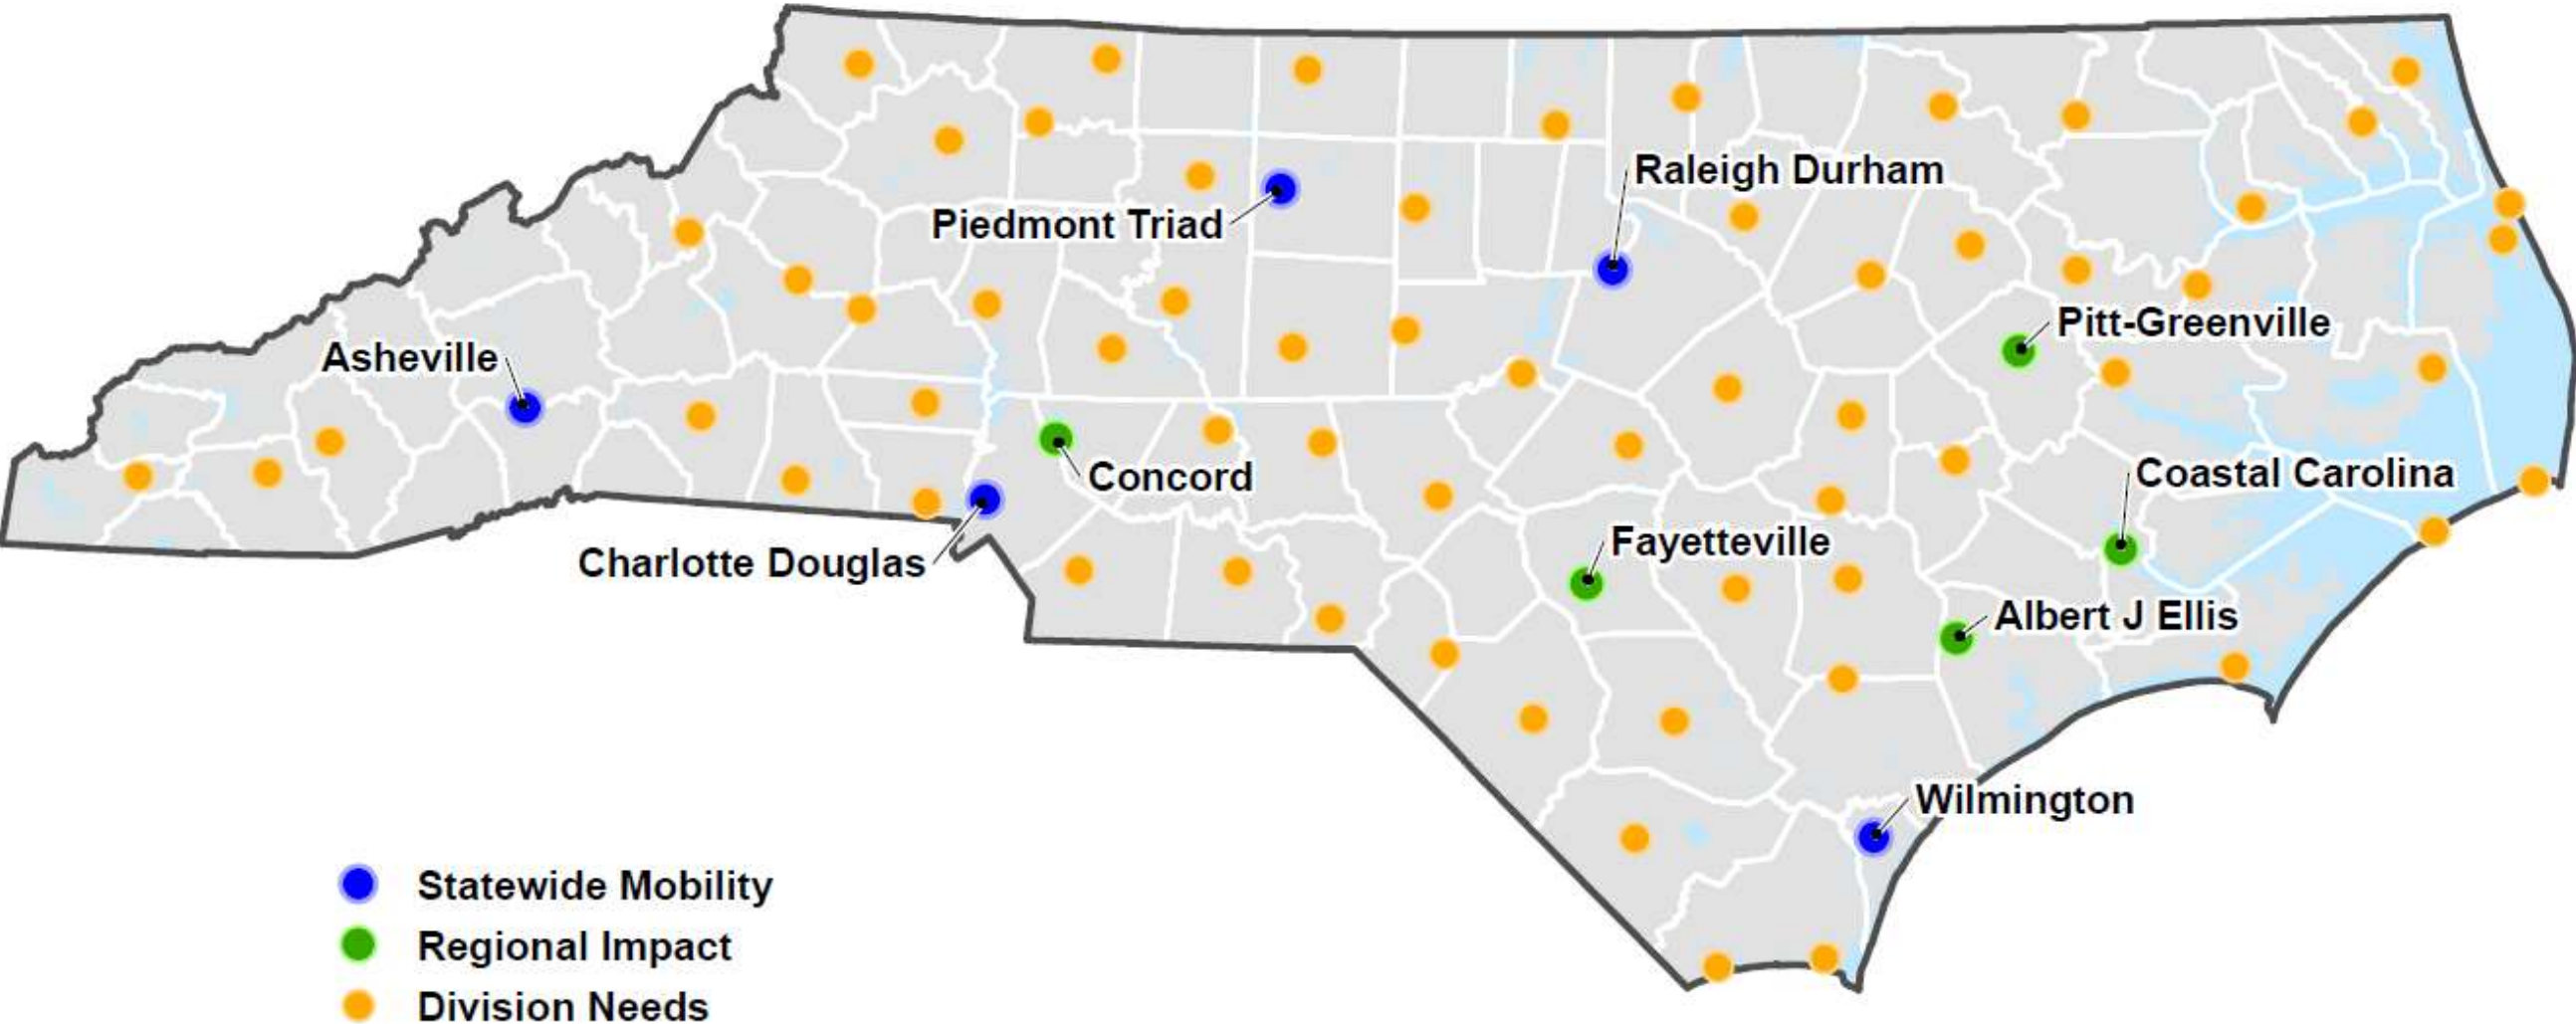 Raleigh Durham
Piedmont Triad
Pitt-Greenville
Asheville
Concord
Coastal Carolina
Fayetteville
Charlotte Douglas
Albert J Ellis
Wilmington
Statewide Mobility
Regional Impact
Division Needs